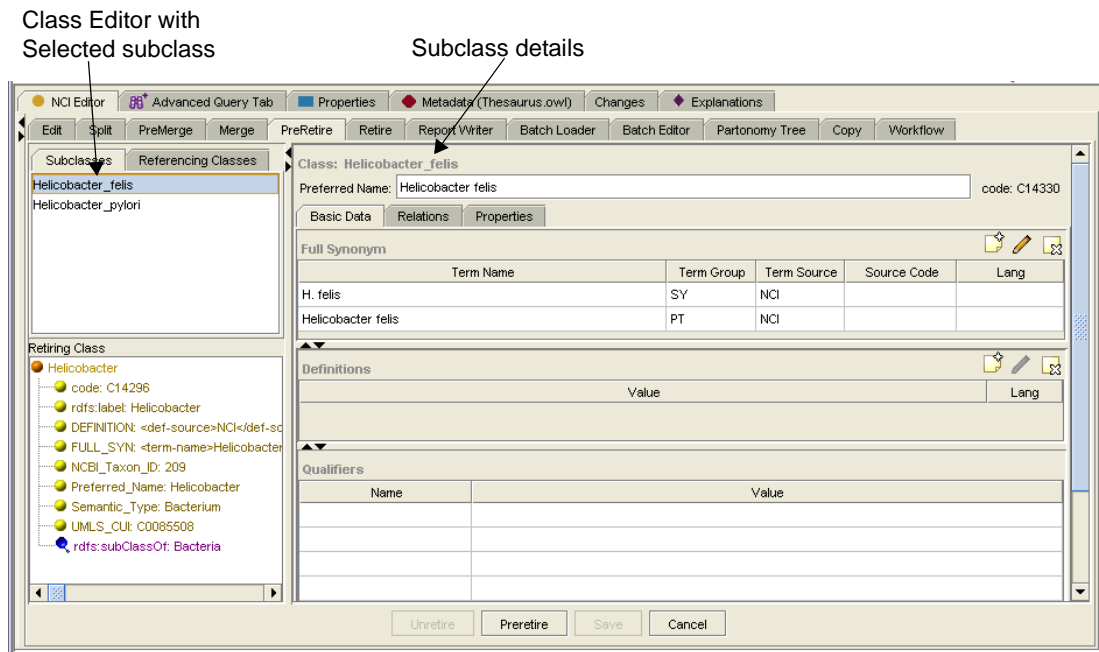 Class Editor with
Selected subclass
Subclass details
NCI Editor Advanced Query Tab Properties Metadata (Thesaurus.owl) Changes Explanations
Edit Split PreMerge Merge PreRetire Retire Report Writer Batch Loader Batch Editor Partonomy Tree Copy Workflow
Subclasses Referencing Classes
Helicobacter_felis
Helicobacter_pylori
Class: Helicobacter_felis
Preferred Name: Helicobacter felis code: C14330
Basic Data Relations Properties
Full Synonym
Term Name Term Group Term Source Source Code Lang
H. felis SY NCI
Helicobacter felis PT NCI
Retiring Class
Helicobacter
code: C14296
rdfs:label: Helicobacter
DEFINITION: <def-source>NCI</def-sc
FULL_SYN: <term-name>Helicobacter
NCBI_Taxon_ID: 209
Preferred_Name: Helicobacter
Semantic_Type: Bacterium
UMLS_CUI: C0085508
rdfs:subClassOf: Bacteria
Definitions
Value Lang
Qualifiers
Name Value
Unretire Preretire Save Cancel